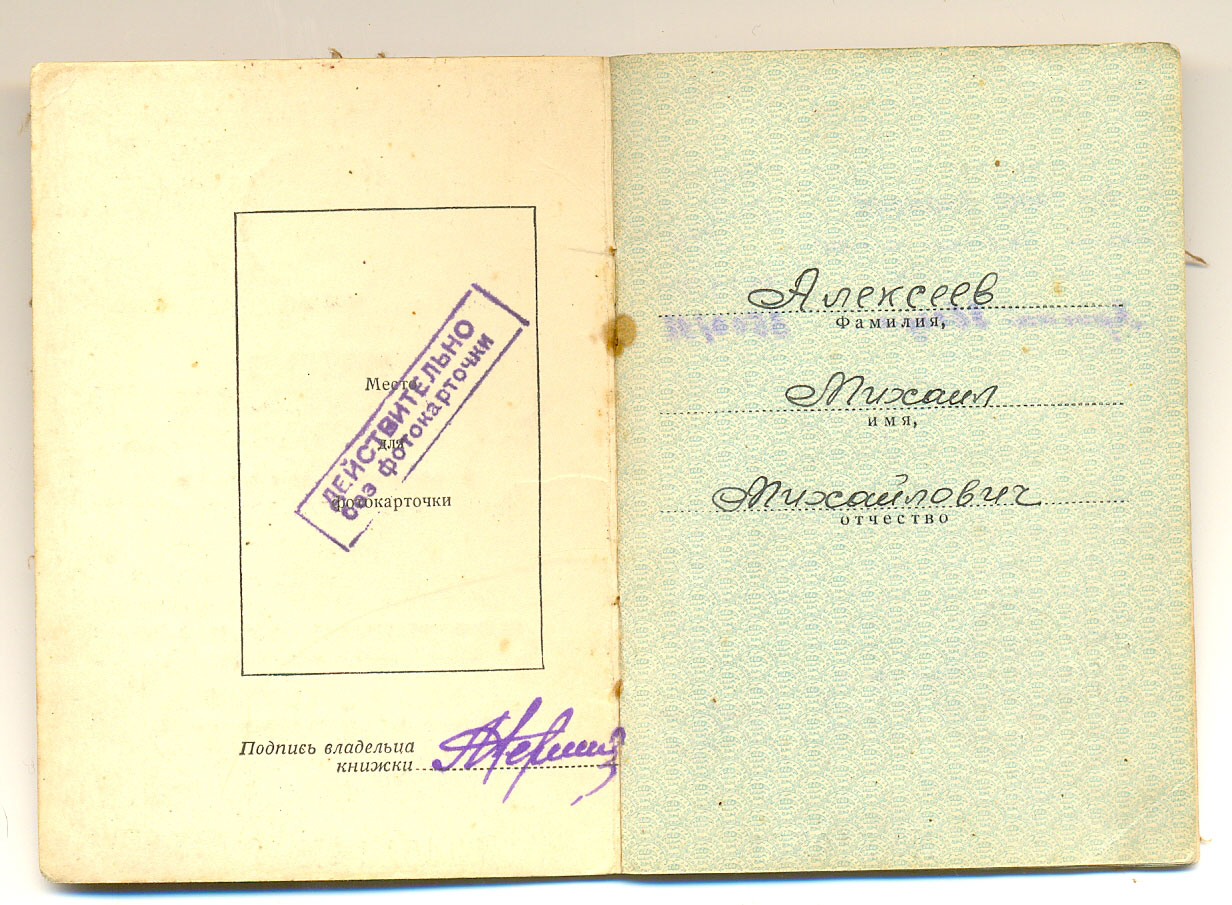 Место
для
фотокарточки
ДЕЙСТВИТЕЛЬНО
без фотокарточки
Подпись владельца
книжки
Алексеев
Фамилия,
Михаил
имя,
Михайлович
отчество